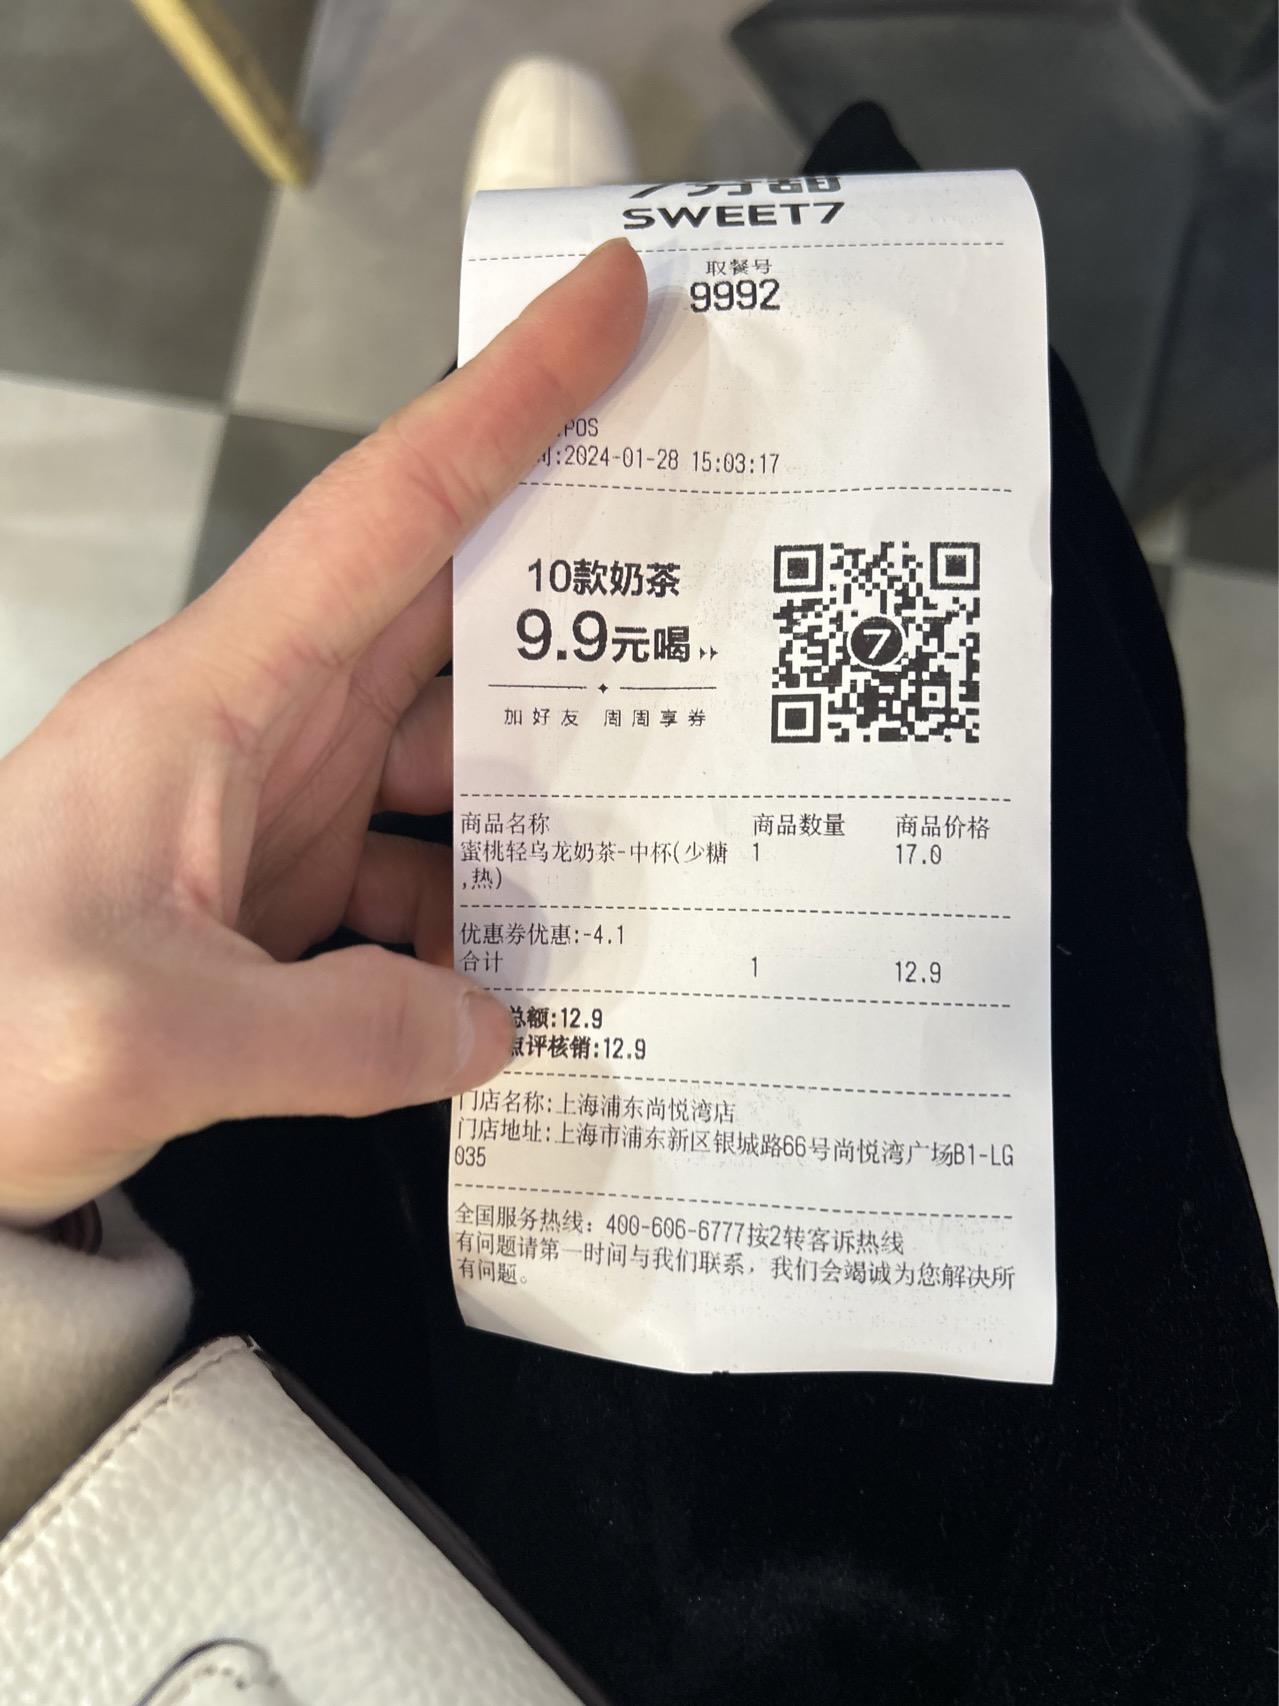 7分甜
SWEET7
取餐号
9992
POS
:2024-01-28 15:03:17
10款奶茶
9.9元喝
加好友 周周享券
7
商品名称 商品数量 商品价格
蜜桃轻乌龙奶茶-中杯(少糖 1 17.0
,热)
优惠券优惠:-4.1
合计 1 12.9
总额:12.9
点评核销:12.9
门店名称:上海浦东尚悦湾店
门店地址:上海市浦东新区银城路66号尚悦湾广场B1-LG
035
全国服务热线: 400-606-6777按2转客诉热线
有问题请第一时间与我们联系，我们会竭诚为您解决所
有问题。